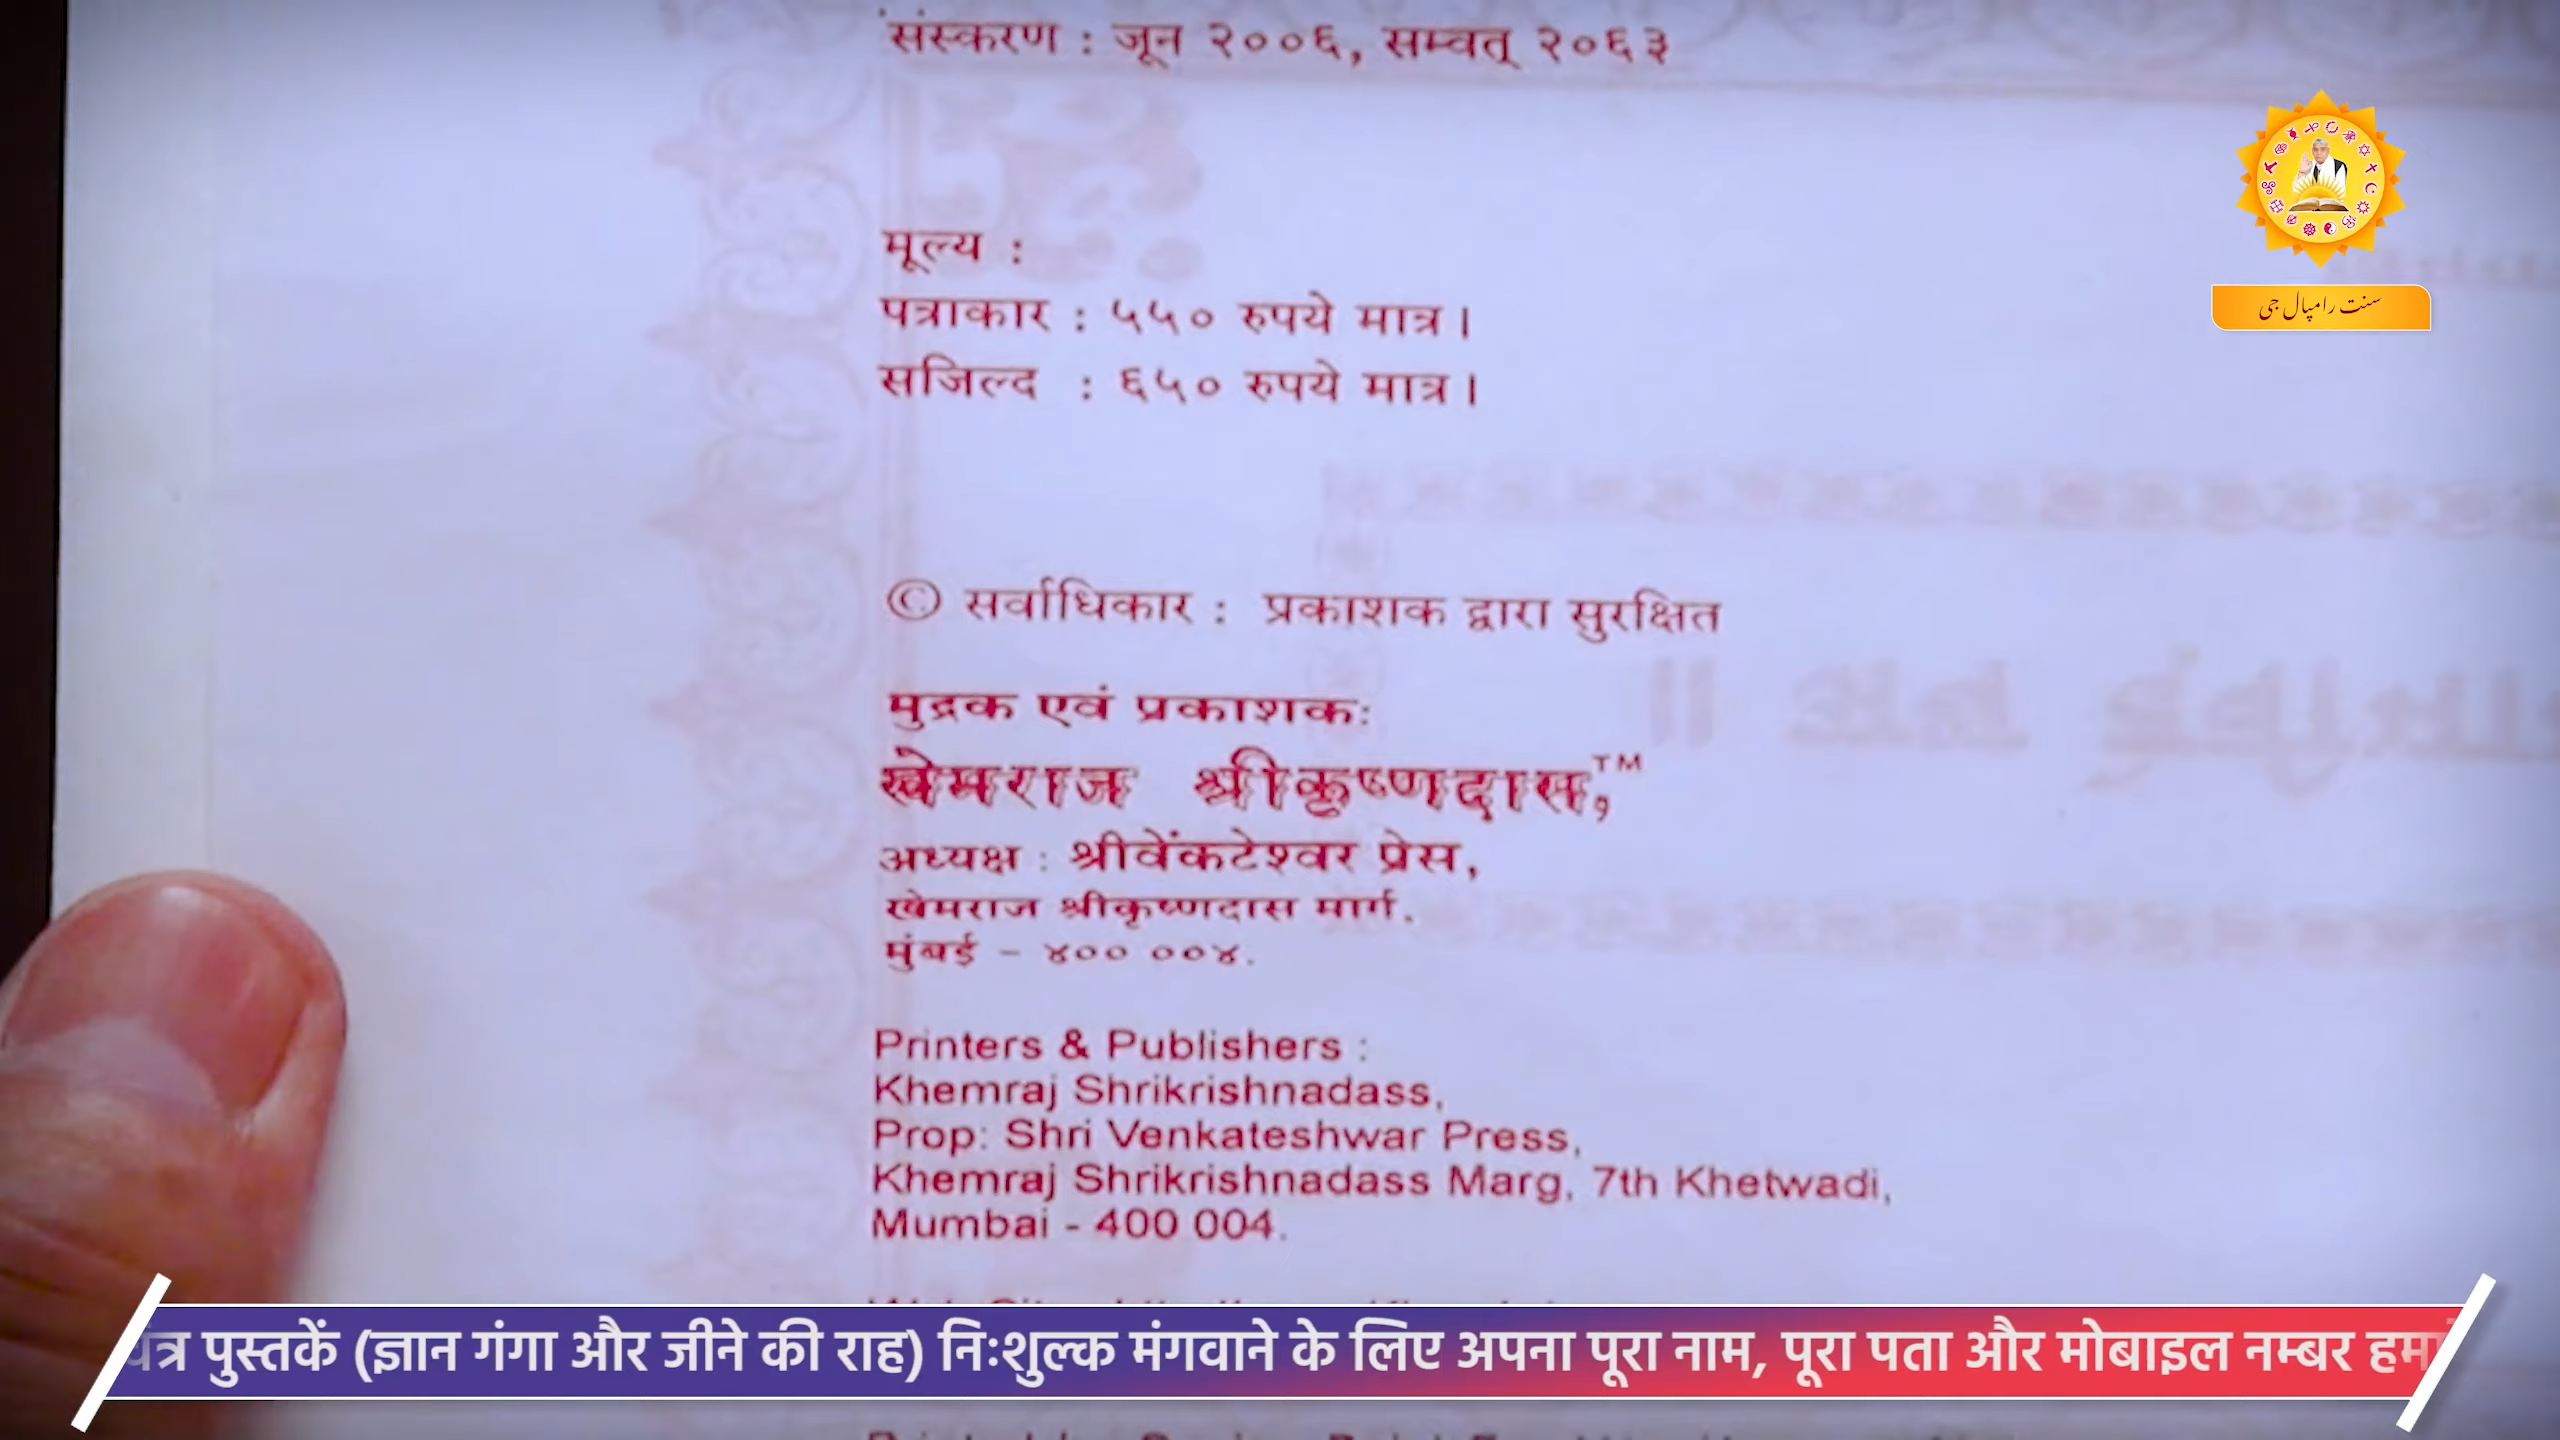 संस्करण : जून २००६, सम्वत् २०६३
سنت رامپال جی
मूल्य :
पत्राकार : ५५० रुपये मात्र।
सजिल्द : ६५० रुपये मात्र।
© सर्वाधिकार : प्रकाशक द्वारा सुरक्षित
मुद्रक एवं प्रकाशकः
खेमराज श्रीकृष्णदास,™
अध्यक्ष : श्रीवेंकटेश्वर प्रेस,
खेमराज श्रीकृष्णदास मार्ग,
मुंबई - ४०० ००४.
Printers & Publishers :
Khemraj Shrikrishnadass,
Prop: Shri Venkateshwar Press,
Khemraj Shrikrishnadass Marg, 7th Khetwadi,
Mumbai - 400 004.
पुस्तकें (ज्ञान गंगा और जीने की राह) निःशुल्क मंगवाने के लिए अपना पूरा नाम, पूरा पता और मोबाइल नम्बर